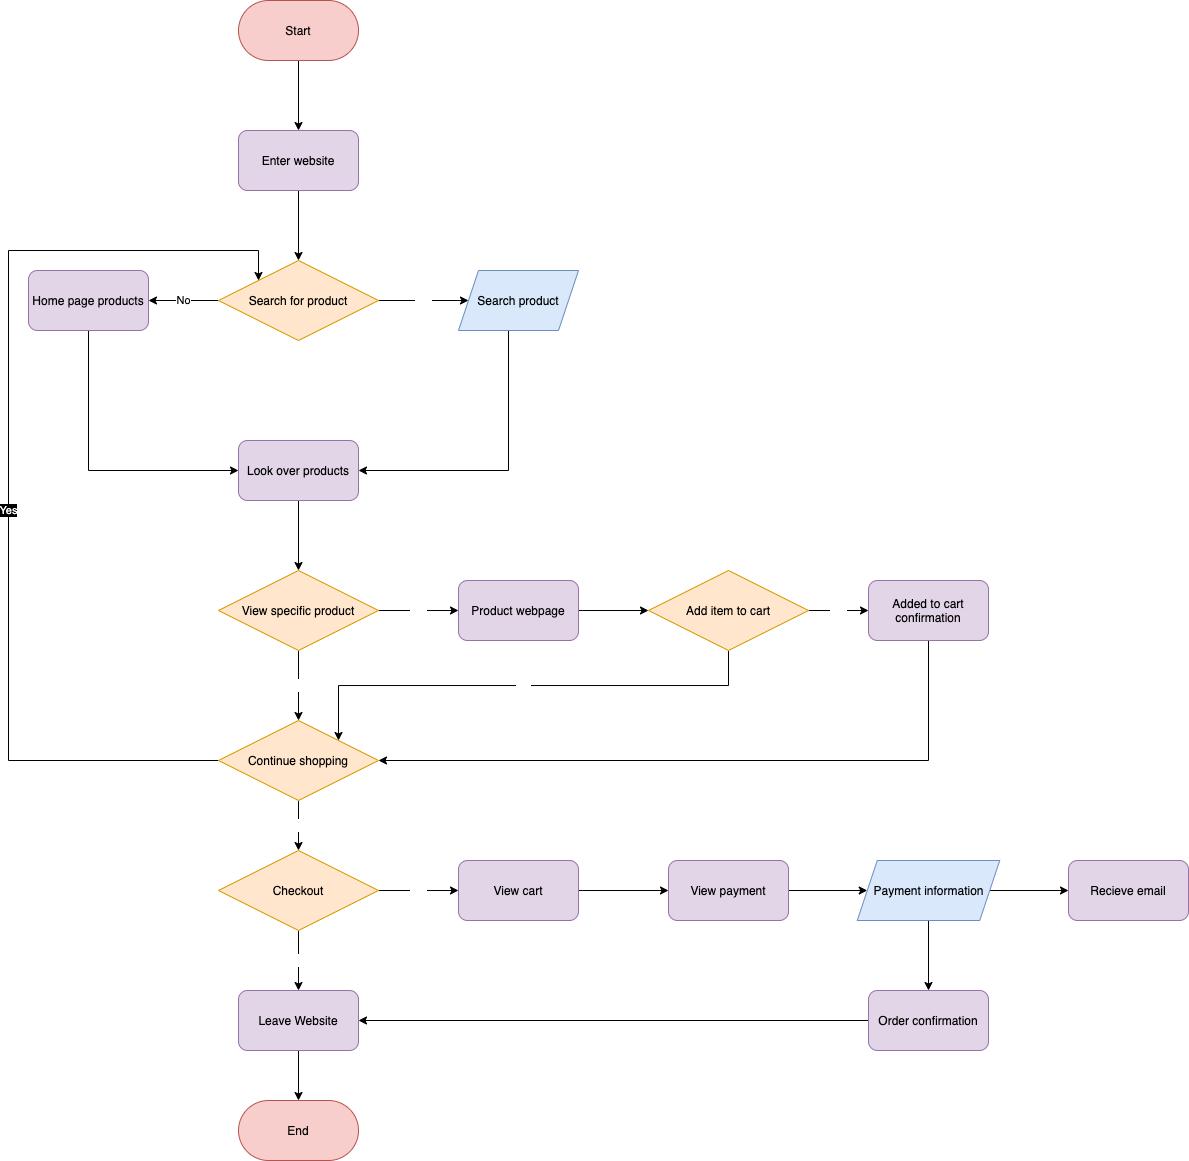 Start
Enter website
Home page products
No
Search for product
Search product
Look over products
Yes
View specific product
Product webpage
Add item to cart
Added to cart
confirmation
Continue shopping
Checkout
View cart
View payment
Payment information
Recieve email
Leave Website
Order confirmation
End